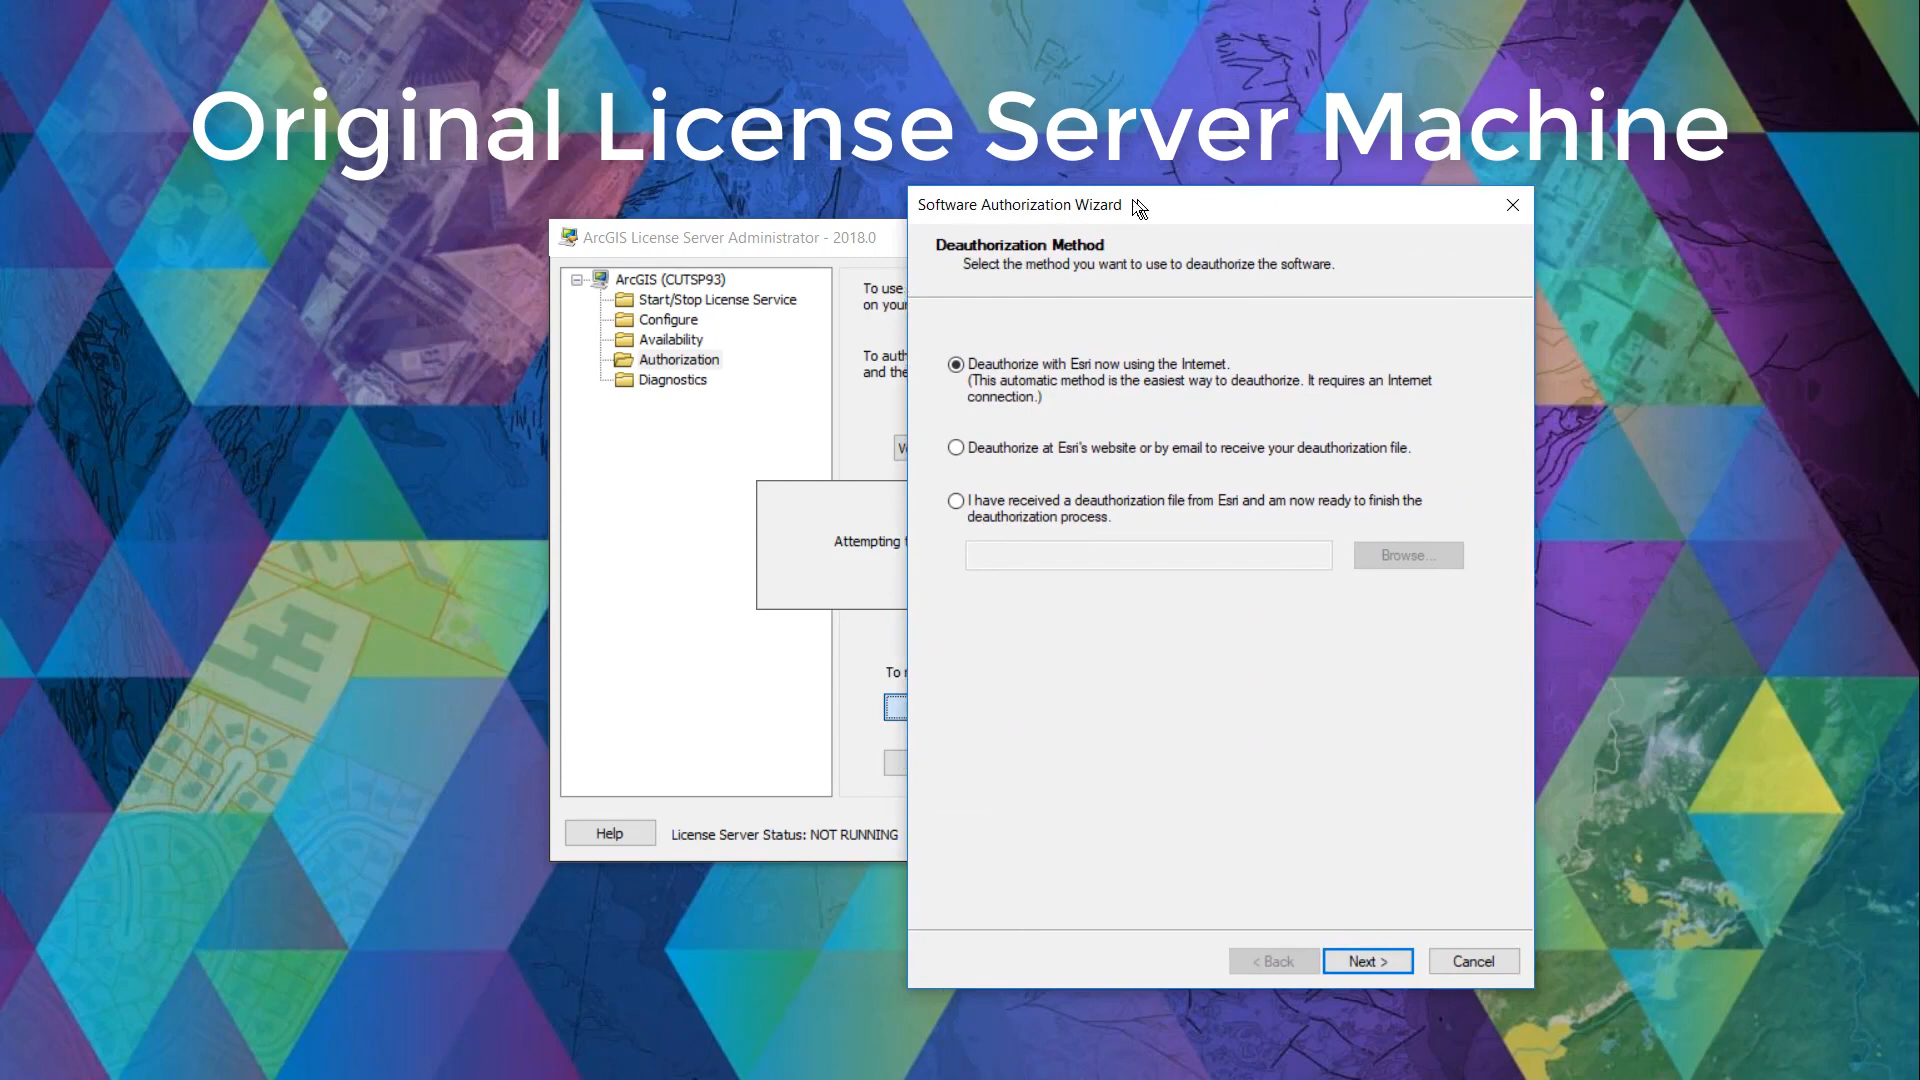 Original License Server Machine
Software Authorization Wizard
Deauthorization Method
Select the method you want to use to deauthorize the software.
Deauthorize with Esri now using the Internet.
(This automatic method is the easiest way to deauthorize. It requires an Internet
connection.)
Deauthorize at Esri's website or by email to receive your deauthorization file.
I have received a deauthorization file from Esri and am now ready to finish the
deauthorization process.
Browse...
< Back
Next >
Cancel
ArcGIS License Server Administrator - 2018.0
ArcGIS (CUTSP93)
Start/Stop License Service
Configure
Availability
Authorization
Diagnostics
To use
on your
To auth
and the
Attempting
To
Help
License Server Status: NOT RUNNING